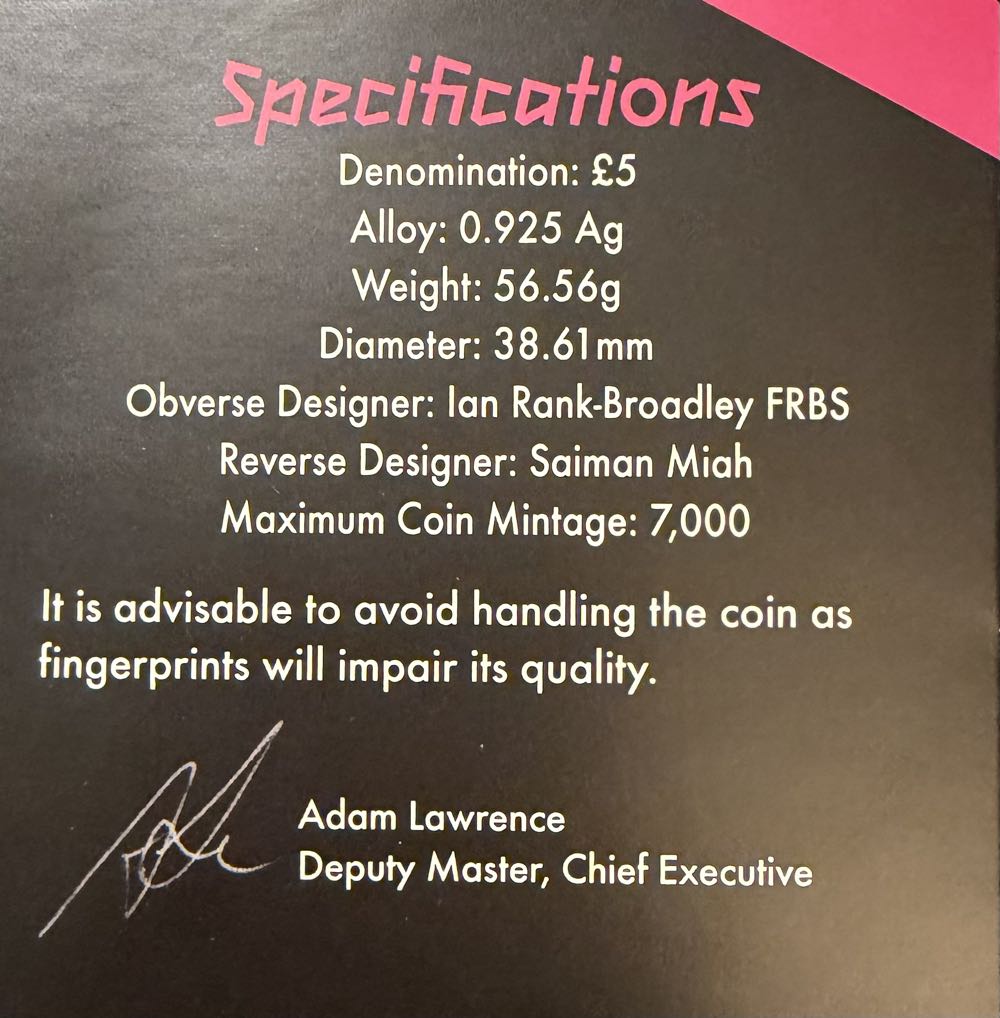 Specifications
Denomination: £5
Alloy: 0.925 Ag
Weight: 56.56g
Diameter: 38.61mm
Obverse Designer: Ian Rank-Broadley FRBS
Reverse Designer: Saiman Miah
Maximum Coin Mintage: 7,000
It is advisable to avoid handling the coin as
fingerprints will impair its quality.
Adam Lawrence
Deputy Master, Chief Executive